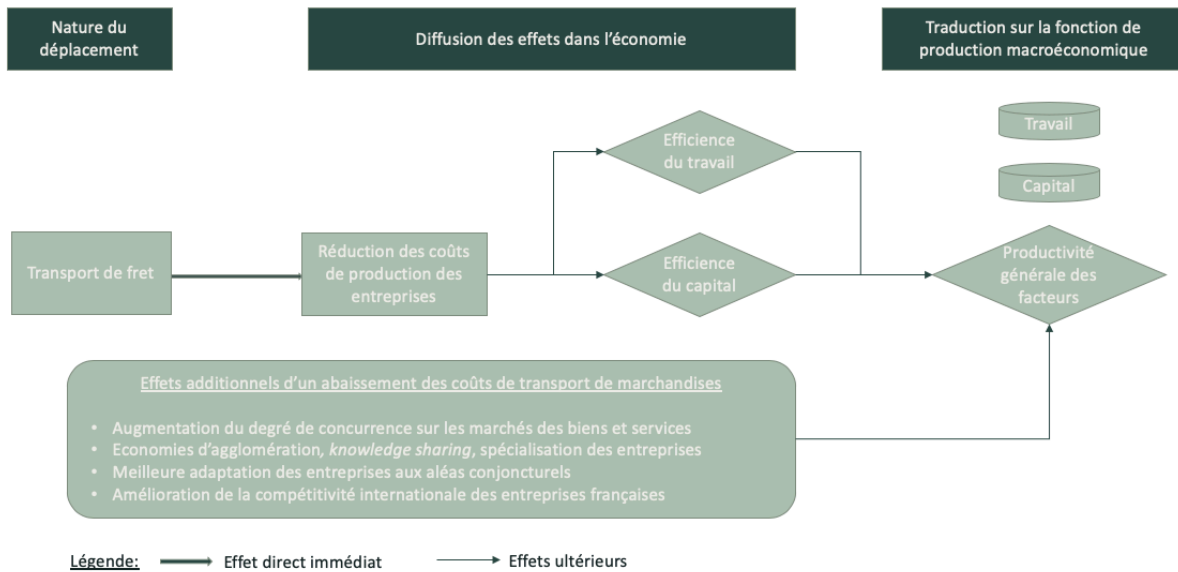 Nature du
déplacement
Diffusion des effets dans l'économie
Traduction sur la fonction de
production macroéconomique
Travail
Capital
Efficience
du travail
Transport de fret
Réduction des coûts
de production des
entreprises
Efficience
du capital
Productivité
générale des
facteurs
Effets additionnels d'un abaissement des coûts de transport de marchandises
• Augmentation du degré de concurrence sur les marchés des biens et services
• Economies d'agglomération, knowledge sharing, spécialisation des entreprises
• Meilleure adaptation des entreprises aux aléas conjoncturels
• Amélioration de la compétitivité internationale des entreprises françaises
Légende: Effet direct immédiat Effets ultérieurs